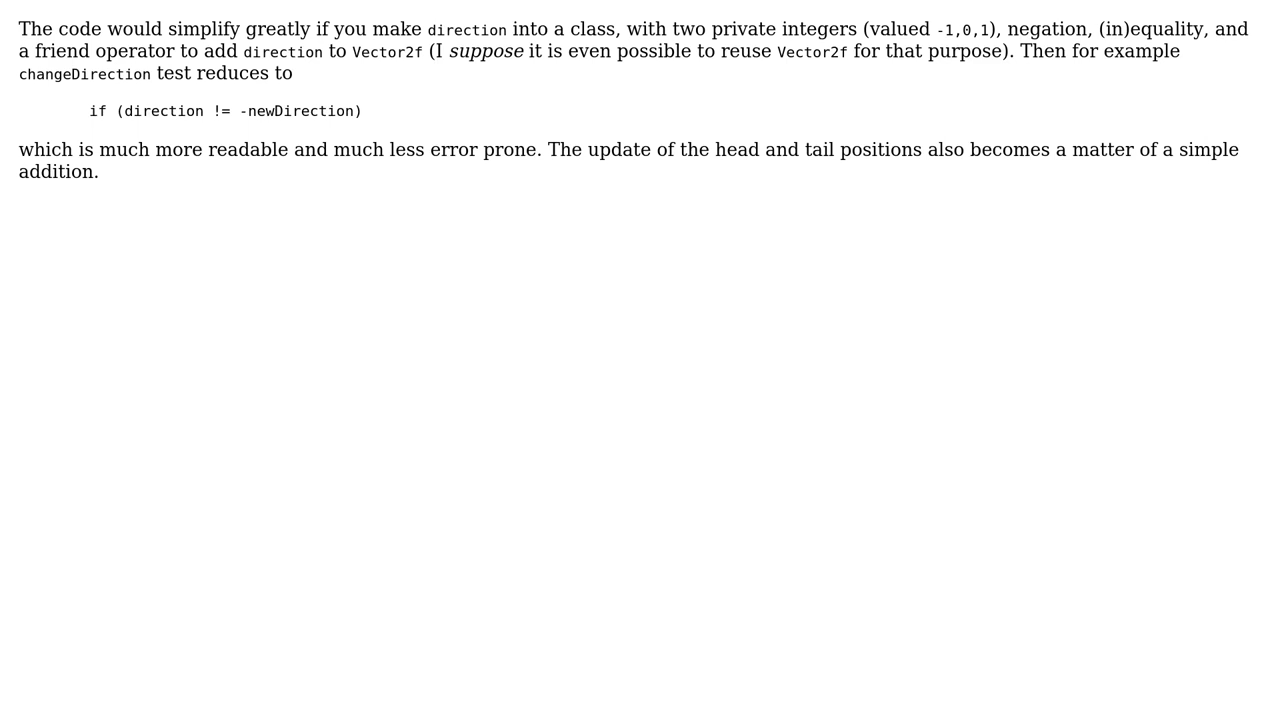 The code would simplify greatly if you make direction into a class, with two private integers (valued -1,0,1), negation, (in)equality, and
a friend operator to add direction to Vector2f (I suppose it is even possible to reuse Vector2f for that purpose). Then for example
changeDirection test reduces to
if (direction != -newDirection)
which is much more readable and much less error prone. The update of the head and tail positions also becomes a matter of a simple
addition.